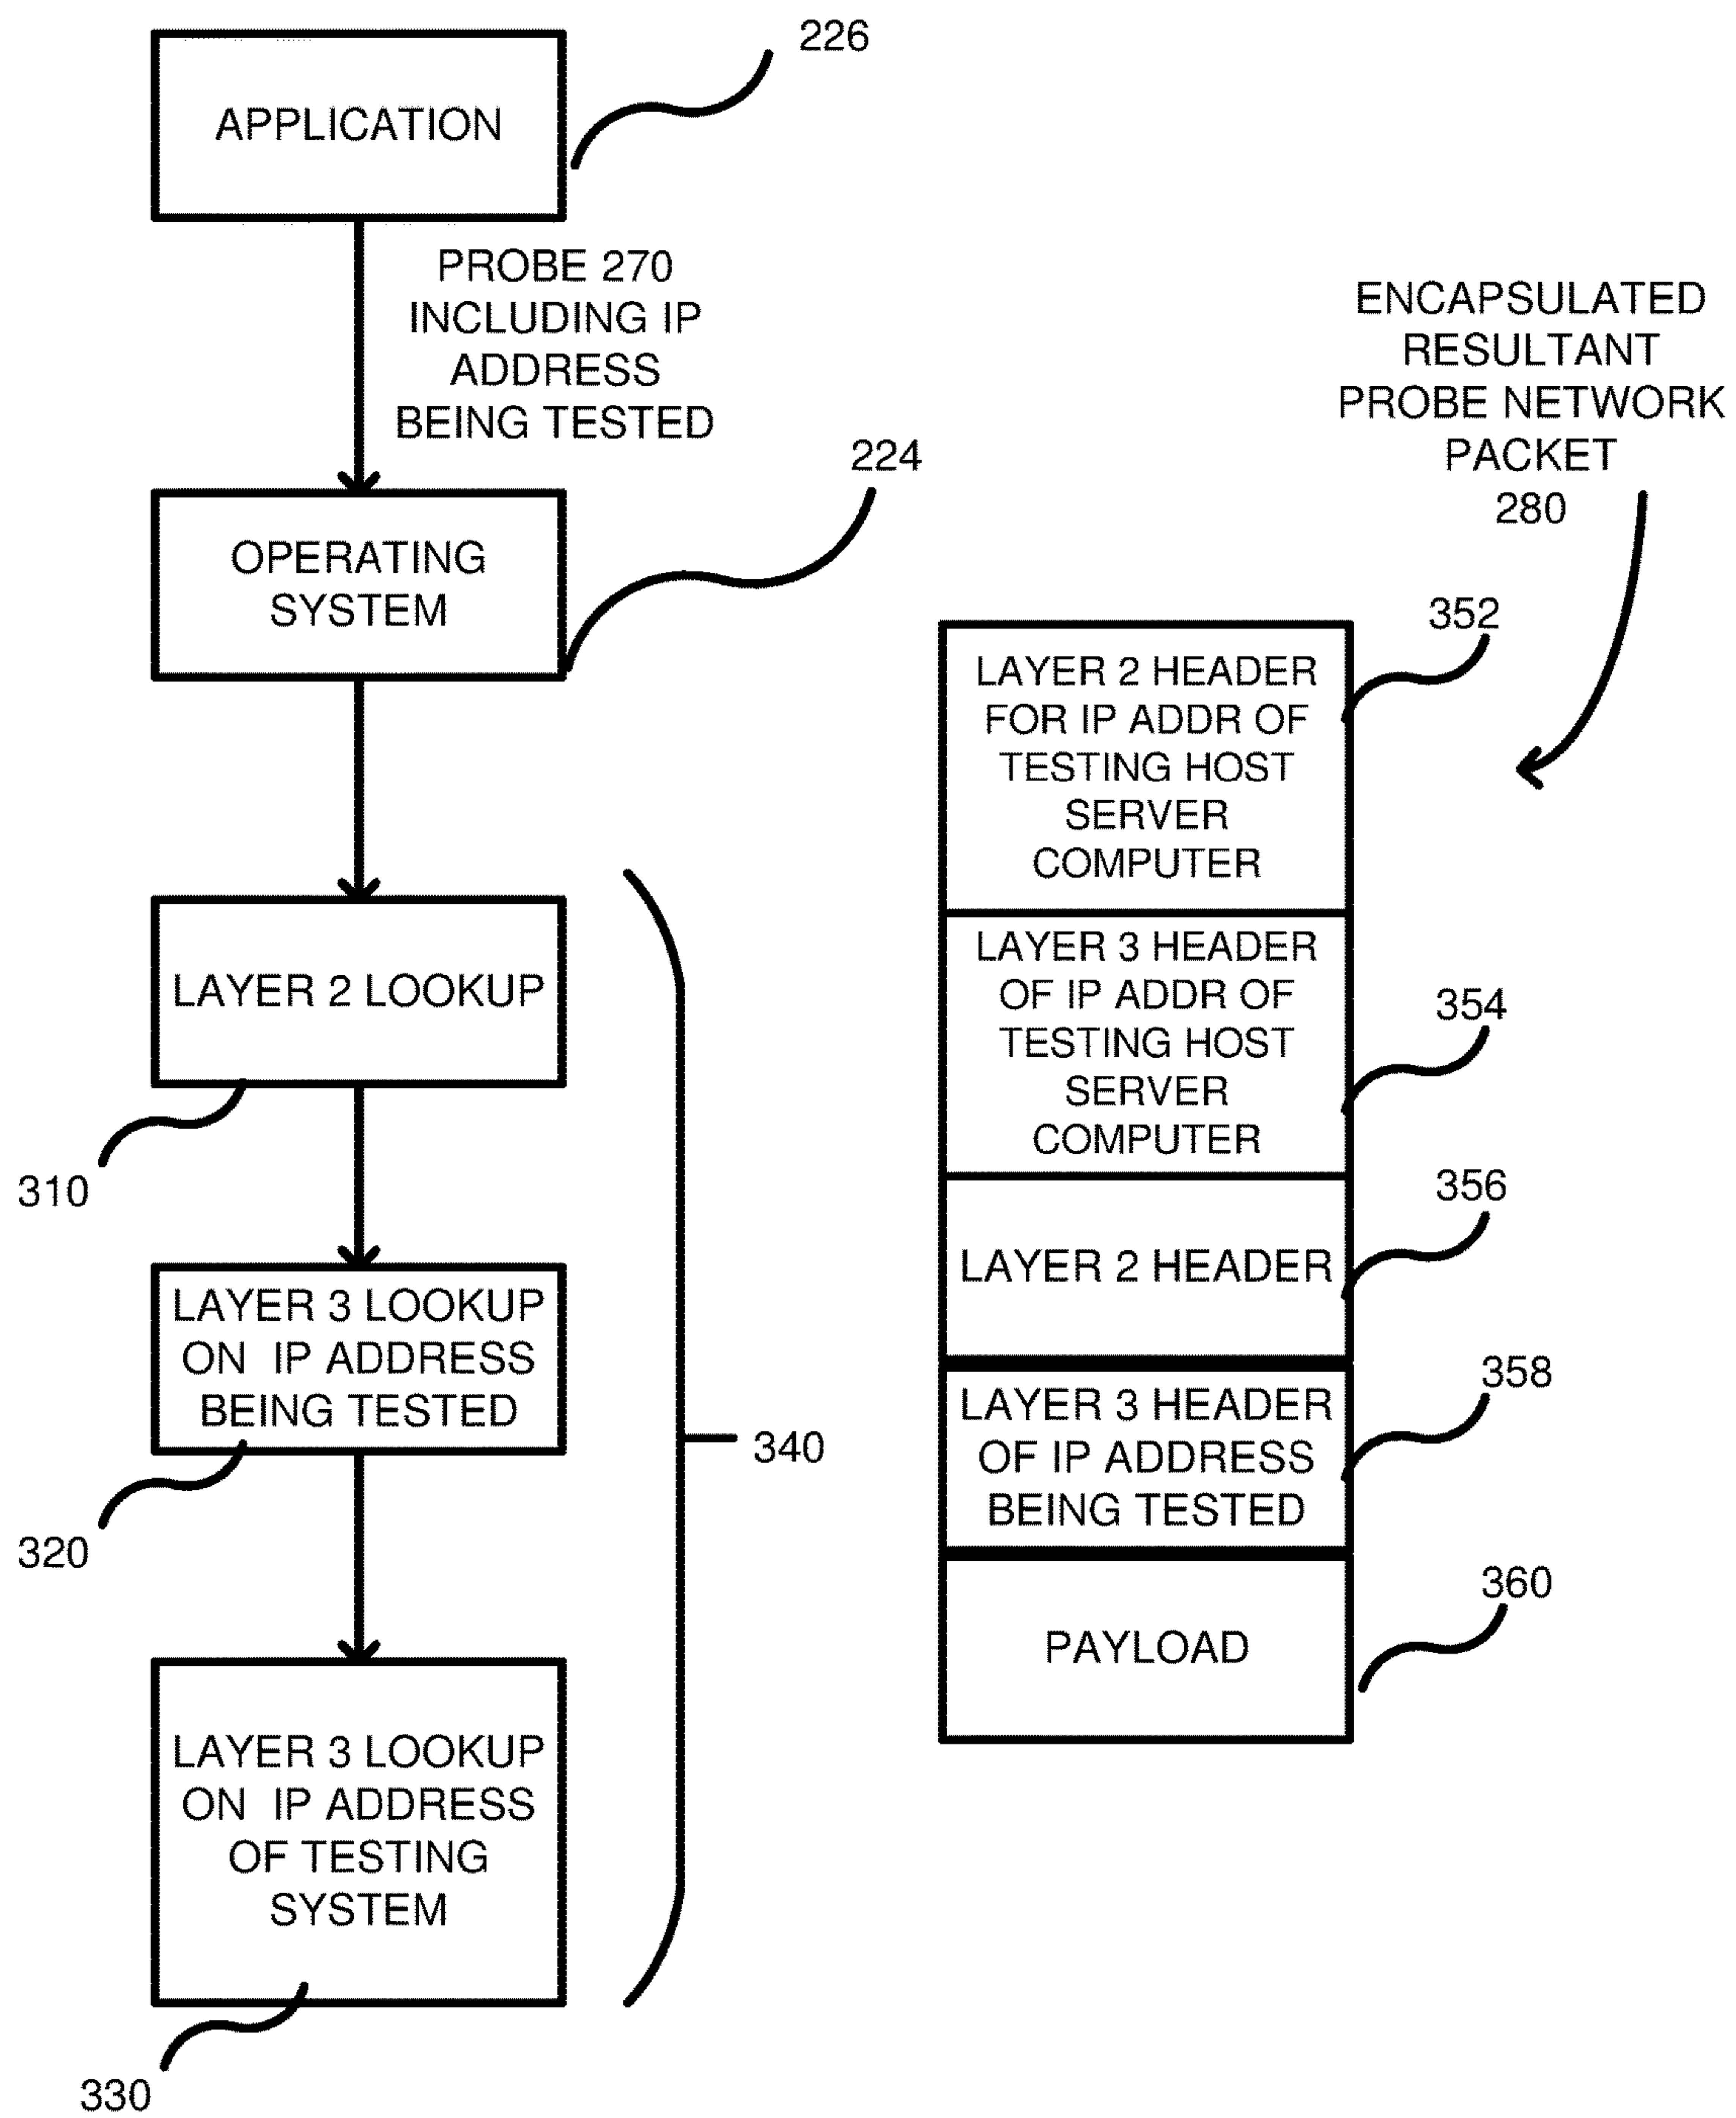 226
APPLICATION
PROBE 270
INCLUDING IP
ADDRESS
BEING TESTED
224
OPERATING
SYSTEM
LAYER 2 LOOKUP
310
LAYER 3 LOOKUP
ON IP ADDRESS
BEING TESTED
320
LAYER 3 LOOKUP
ON IP ADDRESS
OF TESTING
SYSTEM
330
340
ENCAPSULATED
RESULTANT
PROBE NETWORK
PACKET
280
352
LAYER 2 HEADER
FOR IP ADDR OF
TESTING HOST
SERVER
COMPUTER
LAYER 3 HEADER
OF IP ADDR OF
TESTING HOST
SERVER
COMPUTER
354
356
LAYER 2 HEADER
358
LAYER 3 HEADER
OF IP ADDRESS
BEING TESTED
360
PAYLOAD